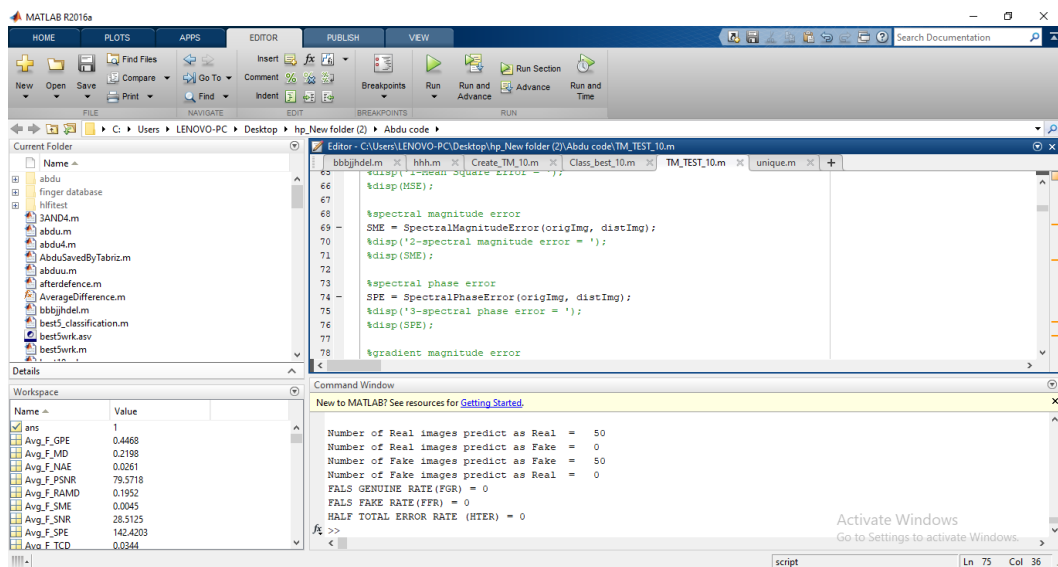 MATLAB R2016a
HOME PLOTS APPS EDITOR PUBLISH VIEW Search Documentation
New Open Save Find Files Compare Print Go To Find Insert Comment Indent fx Breakpoints Run Run and Advance Run Section Advance Run and Time
FILE NAVIGATE EDIT BREAKPOINTS RUN
C: Users LENOVO-PC Desktop hp_New folder (2) Abdu code
Current Folder
Name
abdu
finger database
hlfitest
3AND4.m
abdu.m
abdu4.m
AbduSavedByTabriz.m
abduu.m
afterdefence.m
AverageDifference.m
bbbjjhdel.m
best5_classification.m
best5wrk.asv
best5wrk.m
Details
Workspace
Name Value
ans 1
Avg_F_GPE 0.4468
Avg_F_MD 0.2198
Avg_F_NAE 0.0261
Avg_F_PSNR 79.5718
Avg_F_RAMD 0.1952
Avg_F_SME 0.0045
Avg_F_SNR 28.5125
Avg_F_SPE 142.4203
Avg_F_TCD 0.0344
Editor - C:\Users\LENOVO-PC\Desktop\hp_New folder (2)\Abdu code\TM_TEST_10.m
bbbjjhdel.m hhh.m Create_TM_10.m Class_best_10.m TM_TEST_10.m unique.m
65 %disp('1-Mean Square Error = ');
66 %disp(MSE);
67
68 %spectral magnitude error
69 - SME = SpectralMagnitudeError(origImg, distImg);
70 %disp('2-spectral magnitude error = ');
71 %disp(SME);
72
73 %spectral phase error
74 - SPE = SpectralPhaseError(origImg, distImg);
75 %disp('3-spectral phase error = ');
76 %disp(SPE);
77
78 %gradient magnitude error
Command Window
New to MATLAB? See resources for Getting Started.
Number of Real images predict as Real = 50
Number of Real images predict as Fake = 0
Number of Fake images predict as Fake = 50
Number of Fake images predict as Real = 0
FALS GENUINE RATE(FGR) = 0
FALS FAKE RATE(FFR) = 0
HALF TOTAL ERROR RATE (HTER) = 0
fx >>
Activate Windows
Go to Settings to activate Windows.
script Ln 75 Col 36